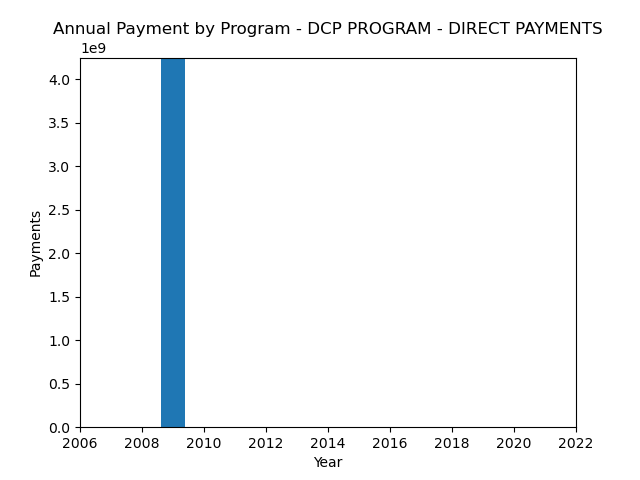 Annual Payment by Program - DCP PROGRAM - DIRECT PAYMENTS
1e9
4.0
3.5
3.0
2.5
2.0
1.5
1.0
0.5
0.0
Payments
2006 2008 2010 2012 2014 2016 2018 2020 2022
Year